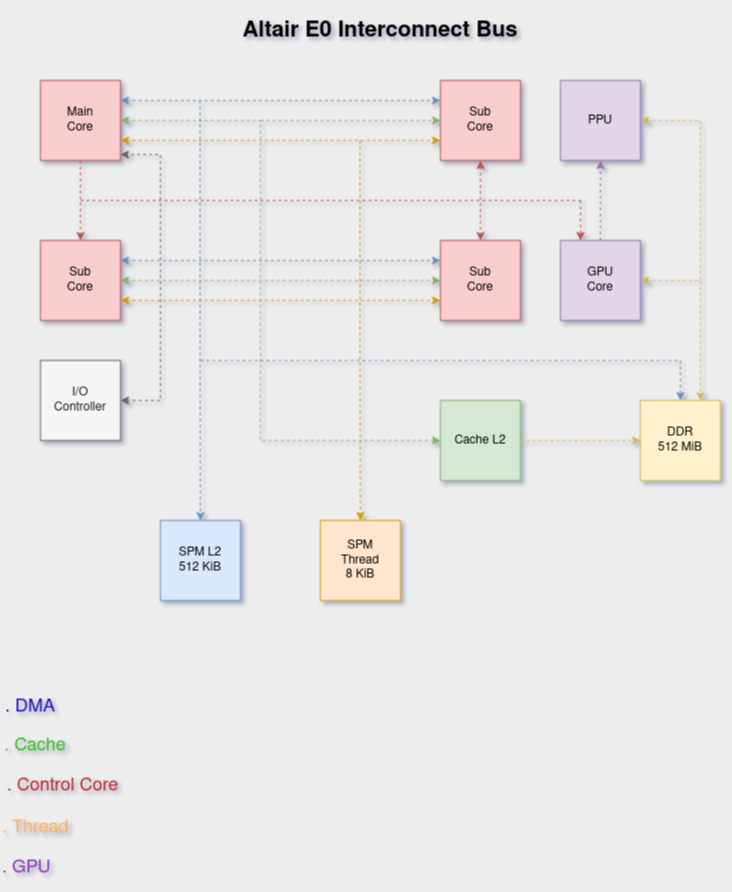 Altair E0 Interconnect Bus
Main
Core
Sub
Core
PPU
Sub
Core
Sub
Core
GPU
Core
I/O
Controller
Cache L2
DDR
512 MiB
SPM L2
512 KiB
SPM
Thread
8 KiB
. DMA
. Cache
. Control Core
. Thread
. GPU